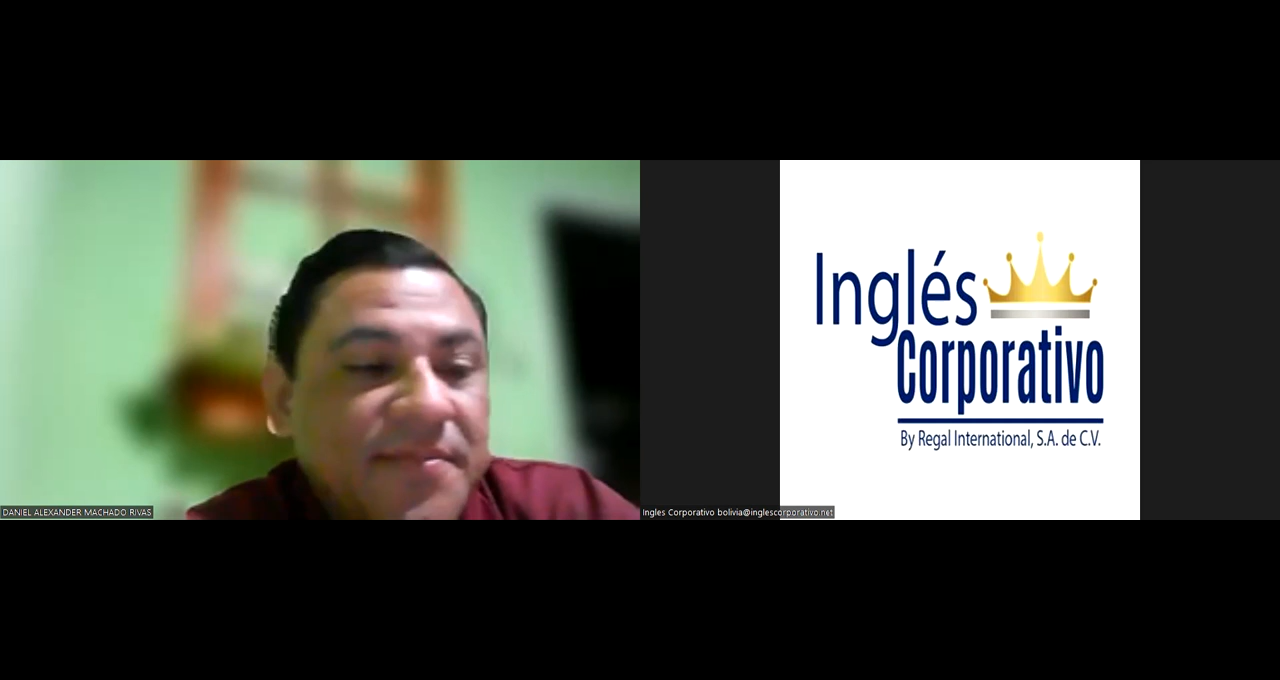 Inglés
Corporativo
By Regal International, S.A. de C.V.
DANIEL ALEXANDER MACHADO RIVAS
Ingles Corporativo bolivia@inglescorporativo.net